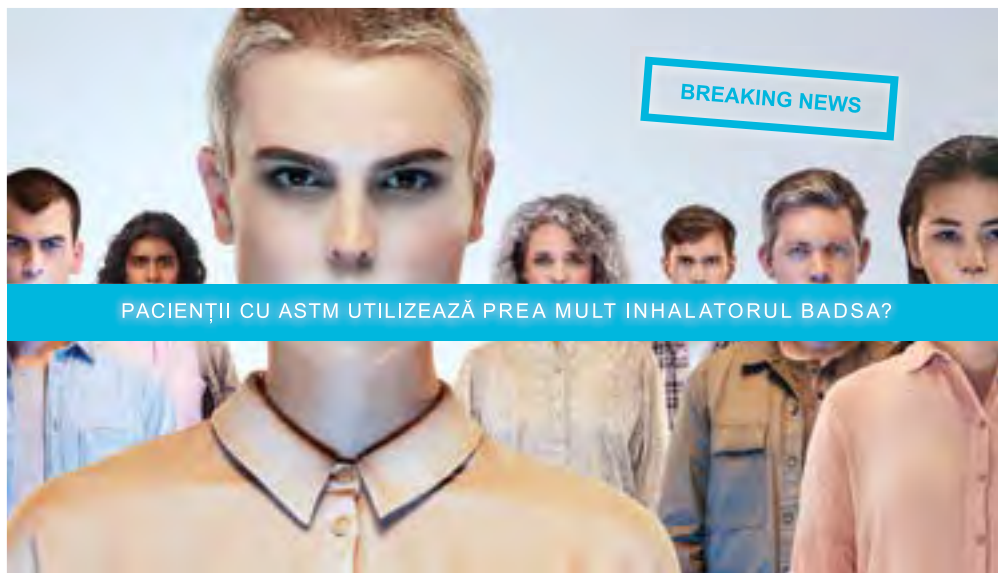 BREAKING NEWS
PACIENȚII CU ASTM UTILIZEAZĂ PREA MULT INHALATORUL BADSA?